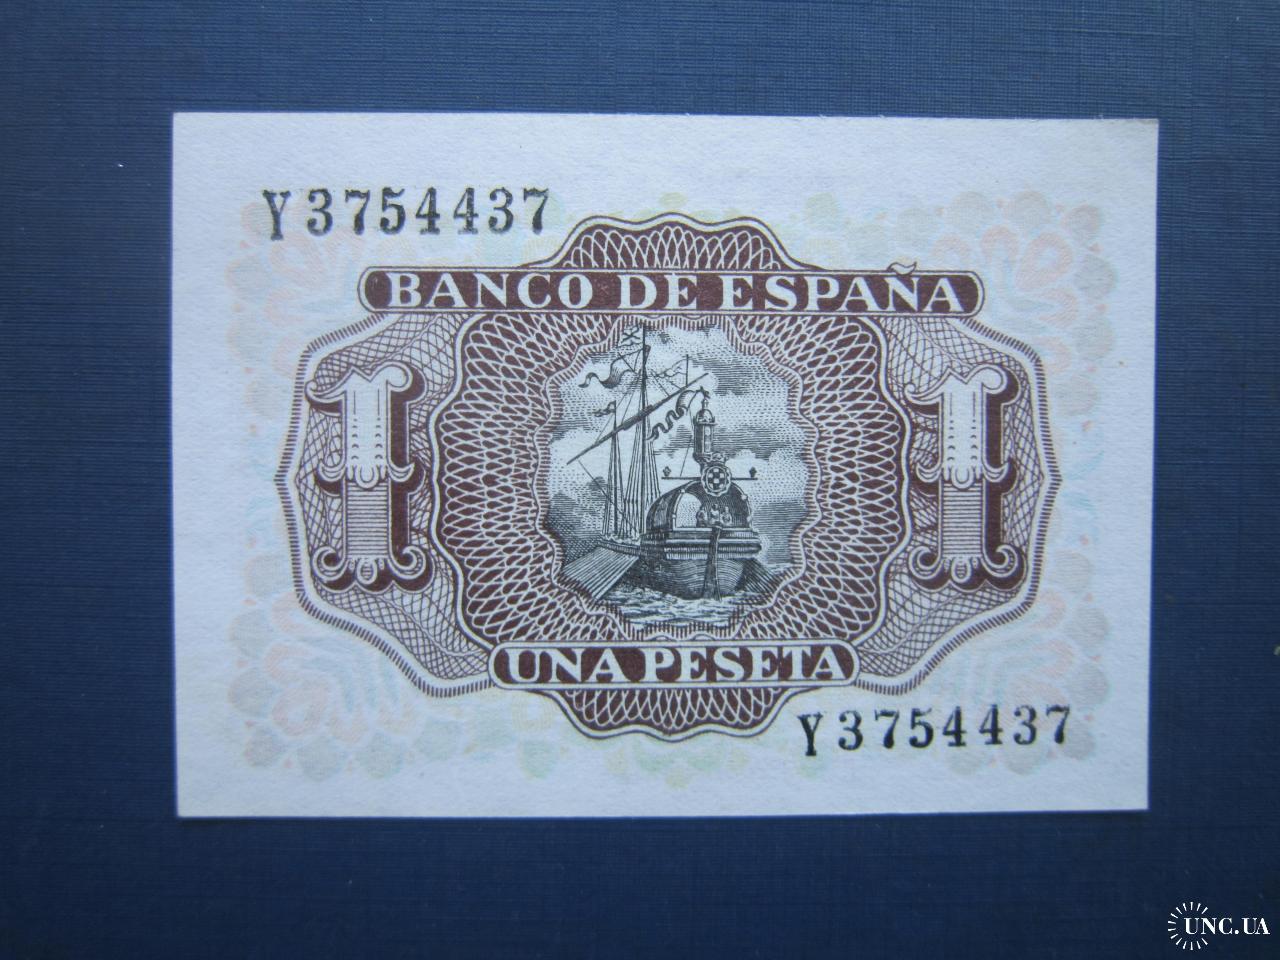 Y3754437
BANCO DE ESPAÑA
1 1
UNA PESETA
Y3754437
UNC.UA